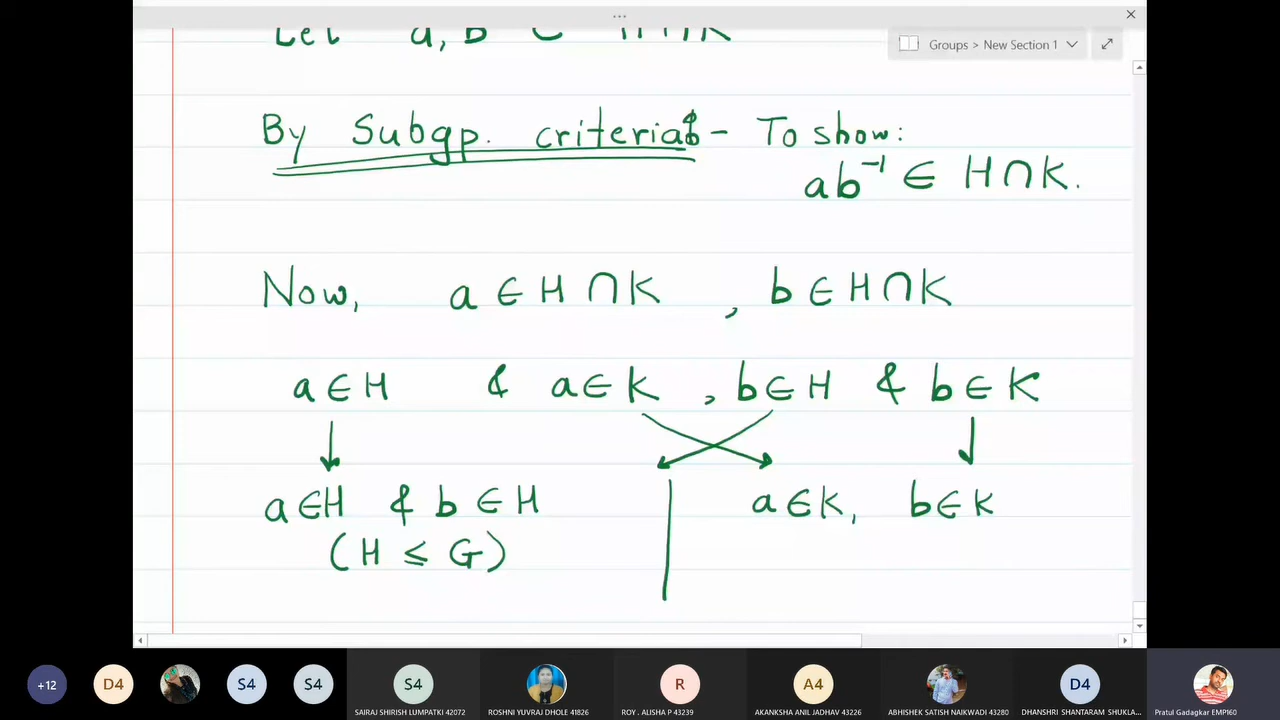 Let a, b ∈ H∩K
Groups > New Section 1
By Subgp. criteria - To show:
ab⁻¹ ∈ H∩K.
Now, a ∈ H∩K , b ∈ H∩K
a ∈ H & a ∈ K , b ∈ H & b ∈ K
a ∈ H & b ∈ H a ∈ K, b ∈ K
(H ≤ G)
+12 D4 S4 S4 S4 R A4 D4
SAIRAJ SHIRISH LUMPATKI 42072 ROSHNI YUVRAJ DHOLE 41826 ROY . ALISHA P 43239 AKANKSHA ANIL JADHAV 43226 ABHISHEK SATISH NAIKWADI 43280 DHANSHRI SHANTARAM SHUKLA... Pratul Gadagkar EMP160